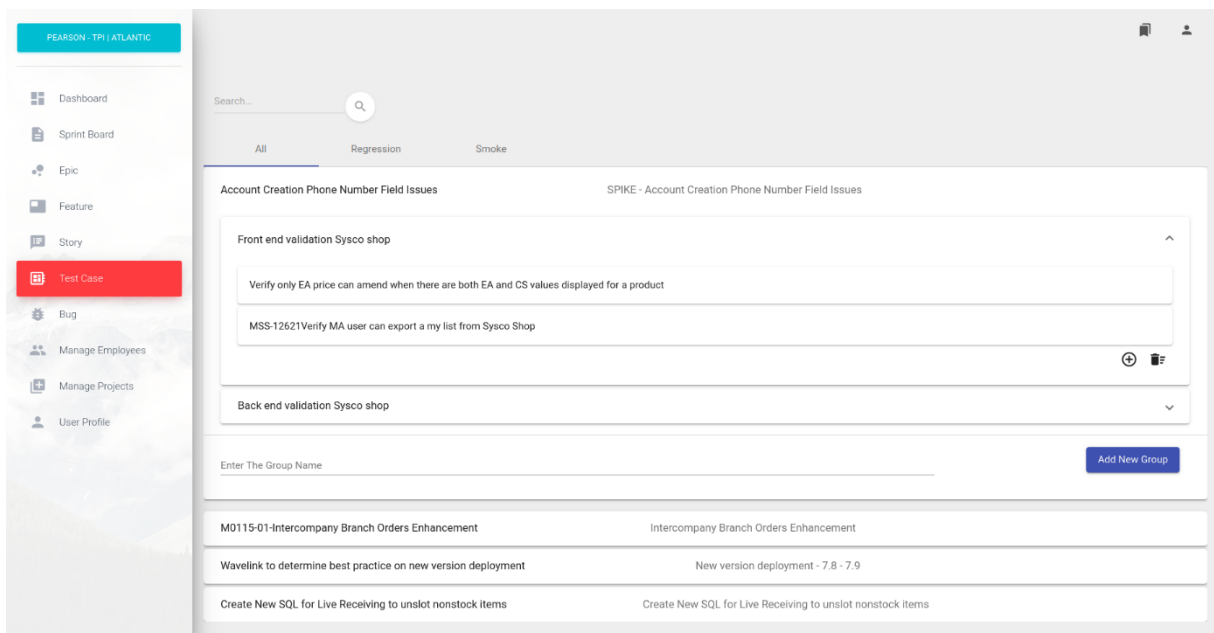 PEARSON - TPI | ATLANTIC
Dashboard
Sprint Board
Epic
Feature
Story
Test Case
Bug
Manage Employees
Manage Projects
User Profile
Search...
All Regression Smoke
Account Creation Phone Number Field Issues SPIKE - Account Creation Phone Number Field Issues
Front end validation Sysco shop
Verify only EA price can amend when there are both EA and CS values displayed for a product
MSS-12621Verify MA user can export a my list from Sysco Shop
Back end validation Sysco shop
Enter The Group Name Add New Group
M0115-01-Intercompany Branch Orders Enhancement Intercompany Branch Orders Enhancement
Wavelink to determine best practice on new version deployment New version deployment - 7.8 - 7.9
Create New SQL for Live Receiving to unslot nonstock items Create New SQL for Live Receiving to unslot nonstock items